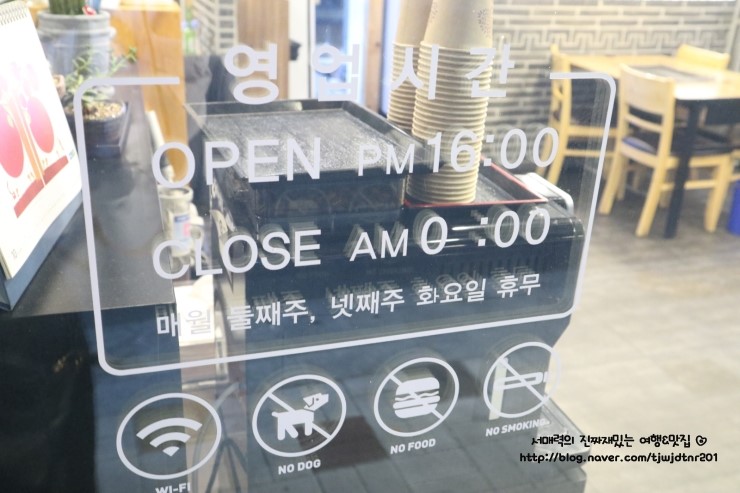 영업시간
OPEN PM 16:00
CLOSE AM 0 :00
매월 둘째주, 넷째주 화요일 휴무
WI-FI
NO DOG
NO FOOD
NO SMOKING.
서매력의 진짜재밌는 여행&맛집
http://blog.naver.com/tjwjdtnr201